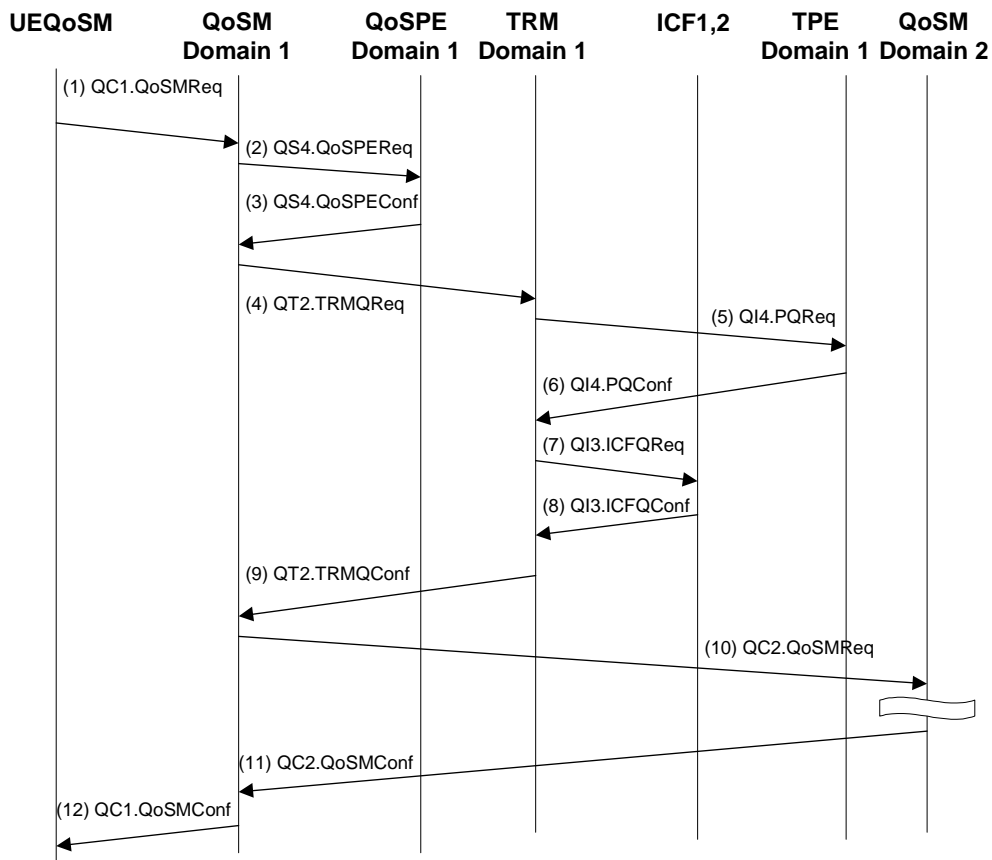 UEQoSM QoSM QoSPE TRM ICF1,2 TPE QoSM
Domain 1 Domain 1 Domain 1 Domain 1 Domain 2
(1) QC1.QoSMReq
(2) QS4.QoSPEReq
(3) QS4.QoSPEConf
(4) QT2.TRMQReq
(5) QI4.PQReq
(6) QI4.PQConf
(7) QI3.ICFQReq
(8) QI3.ICFQConf
(9) QT2.TRMQConf
(10) QC2.QoSMReq
(11) QC2.QoSMConf
(12) QC1.QoSMConf